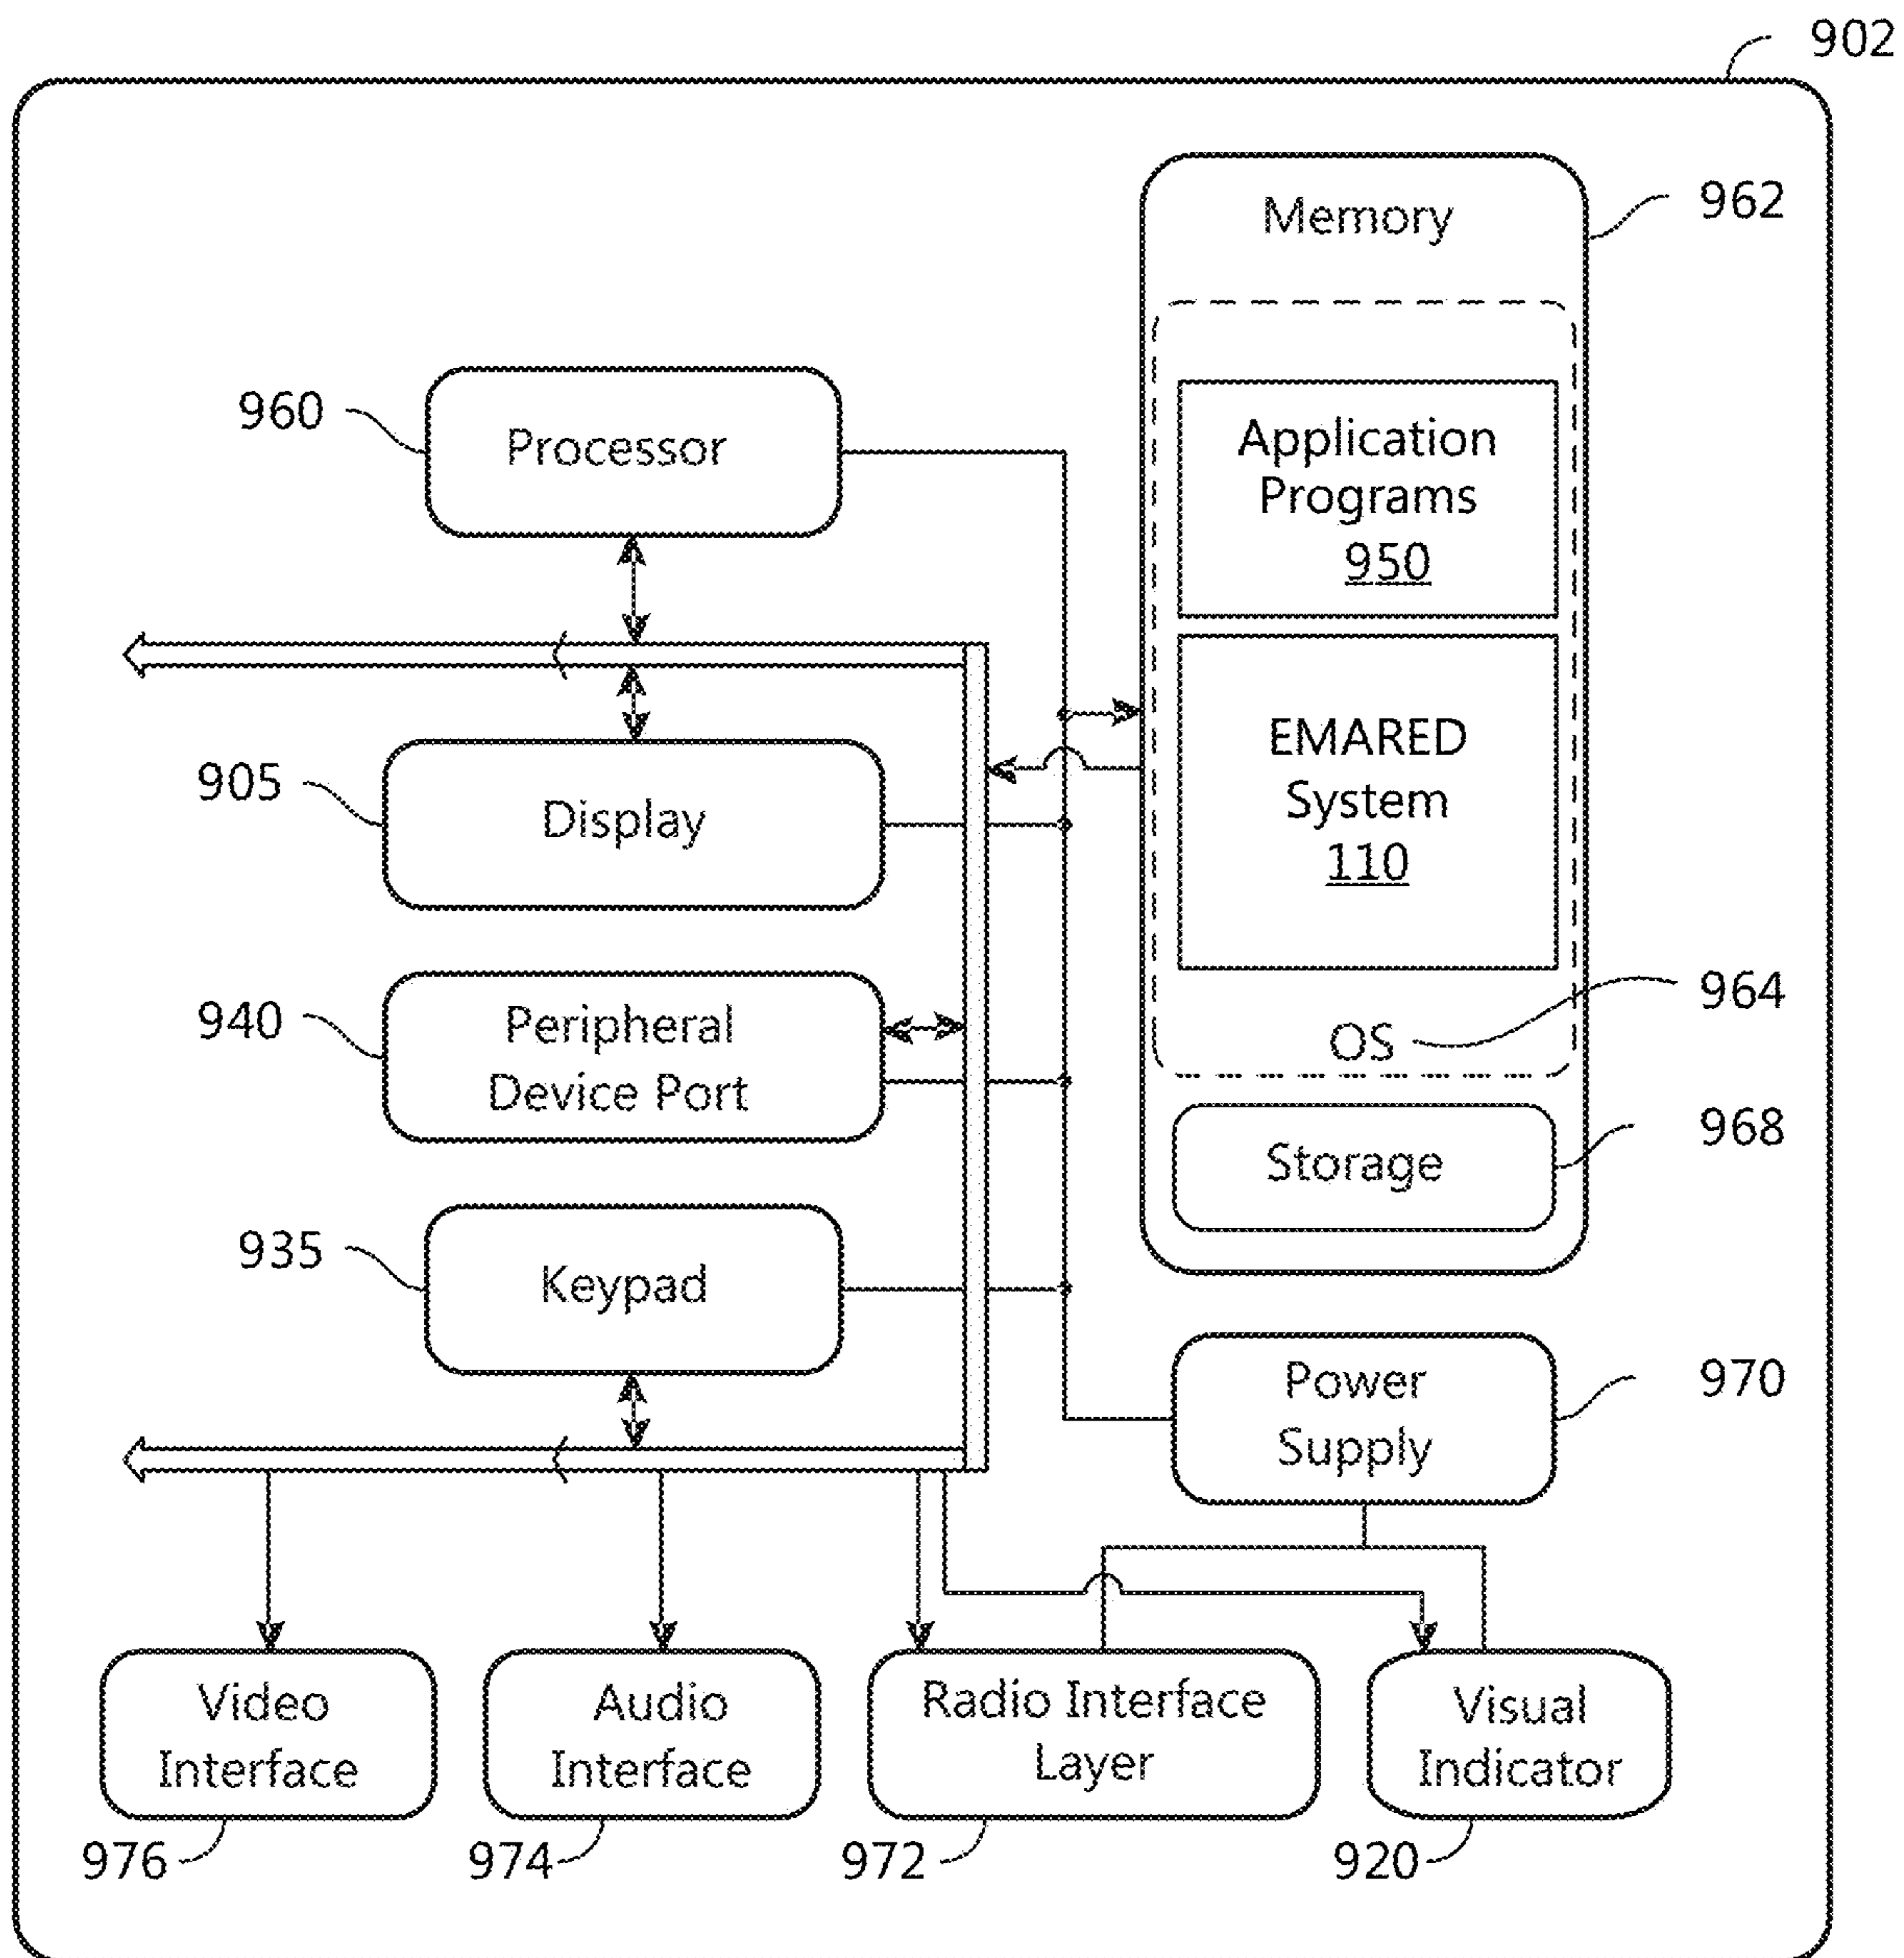 902
Memory
962
960
Processor
Application
Programs
950
905
Display
EMARED
System
110
940
Peripheral
Device Port
964
OS
968
Storage
935
Keypad
970
Power
Supply
Video
Interface
Audio
Interface
Radio Interface
Layer
Visual
Indicator
976
974
972
920